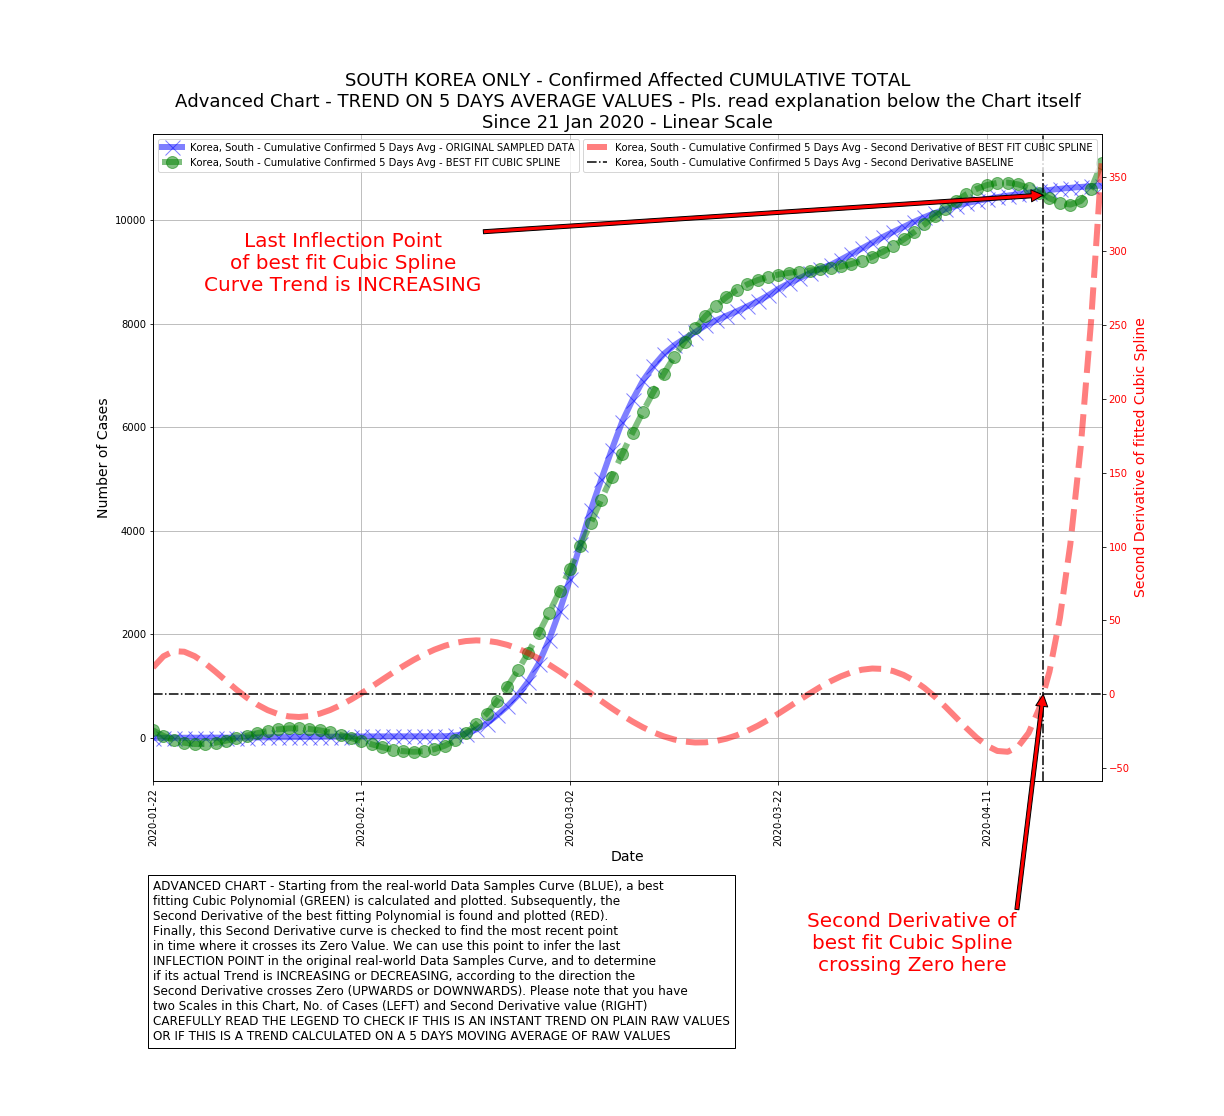 SOUTH KOREA ONLY - Confirmed Affected CUMULATIVE TOTAL
Advanced Chart - TREND ON 5 DAYS AVERAGE VALUES - Pls. read explanation below the Chart itself
Since 21 Jan 2020 - Linear Scale
Korea, South - Cumulative Confirmed 5 Days Avg - ORIGINAL SAMPLED DATA
Korea, South - Cumulative Confirmed 5 Days Avg - BEST FIT CUBIC SPLINE
Korea, South - Cumulative Confirmed 5 Days Avg - Second Derivative of BEST FIT CUBIC SPLINE
Korea, South - Cumulative Confirmed 5 Days Avg - Second Derivative BASELINE
Last Inflection Point
of best fit Cubic Spline
Curve Trend is INCREASING
Number of Cases
10000
8000
6000
4000
2000
0
350
300
250
200
150
100
50
0
−50
Second Derivative of fitted Cubic Spline
2020-01-22
2020-02-11
2020-03-02
2020-03-22
2020-04-11
Date
ADVANCED CHART - Starting from the real-world Data Samples Curve (BLUE), a best
fitting Cubic Polynomial (GREEN) is calculated and plotted. Subsequently, the
Second Derivative of the best fitting Polynomial is found and plotted (RED).
Finally, this Second Derivative curve is checked to find the most recent point
in time where it crosses its Zero Value. We can use this point to infer the last
INFLECTION POINT in the original real-world Data Samples Curve, and to determine
if its actual Trend is INCREASING or DECREASING, according to the direction the
Second Derivative crosses Zero (UPWARDS or DOWNWARDS). Please note that you have
two Scales in this Chart, No. of Cases (LEFT) and Second Derivative value (RIGHT)
CAREFULLY READ THE LEGEND TO CHECK IF THIS IS AN INSTANT TREND ON PLAIN RAW VALUES
OR IF THIS IS A TREND CALCULATED ON A 5 DAYS MOVING AVERAGE OF RAW VALUES
Second Derivative of
best fit Cubic Spline
crossing Zero here